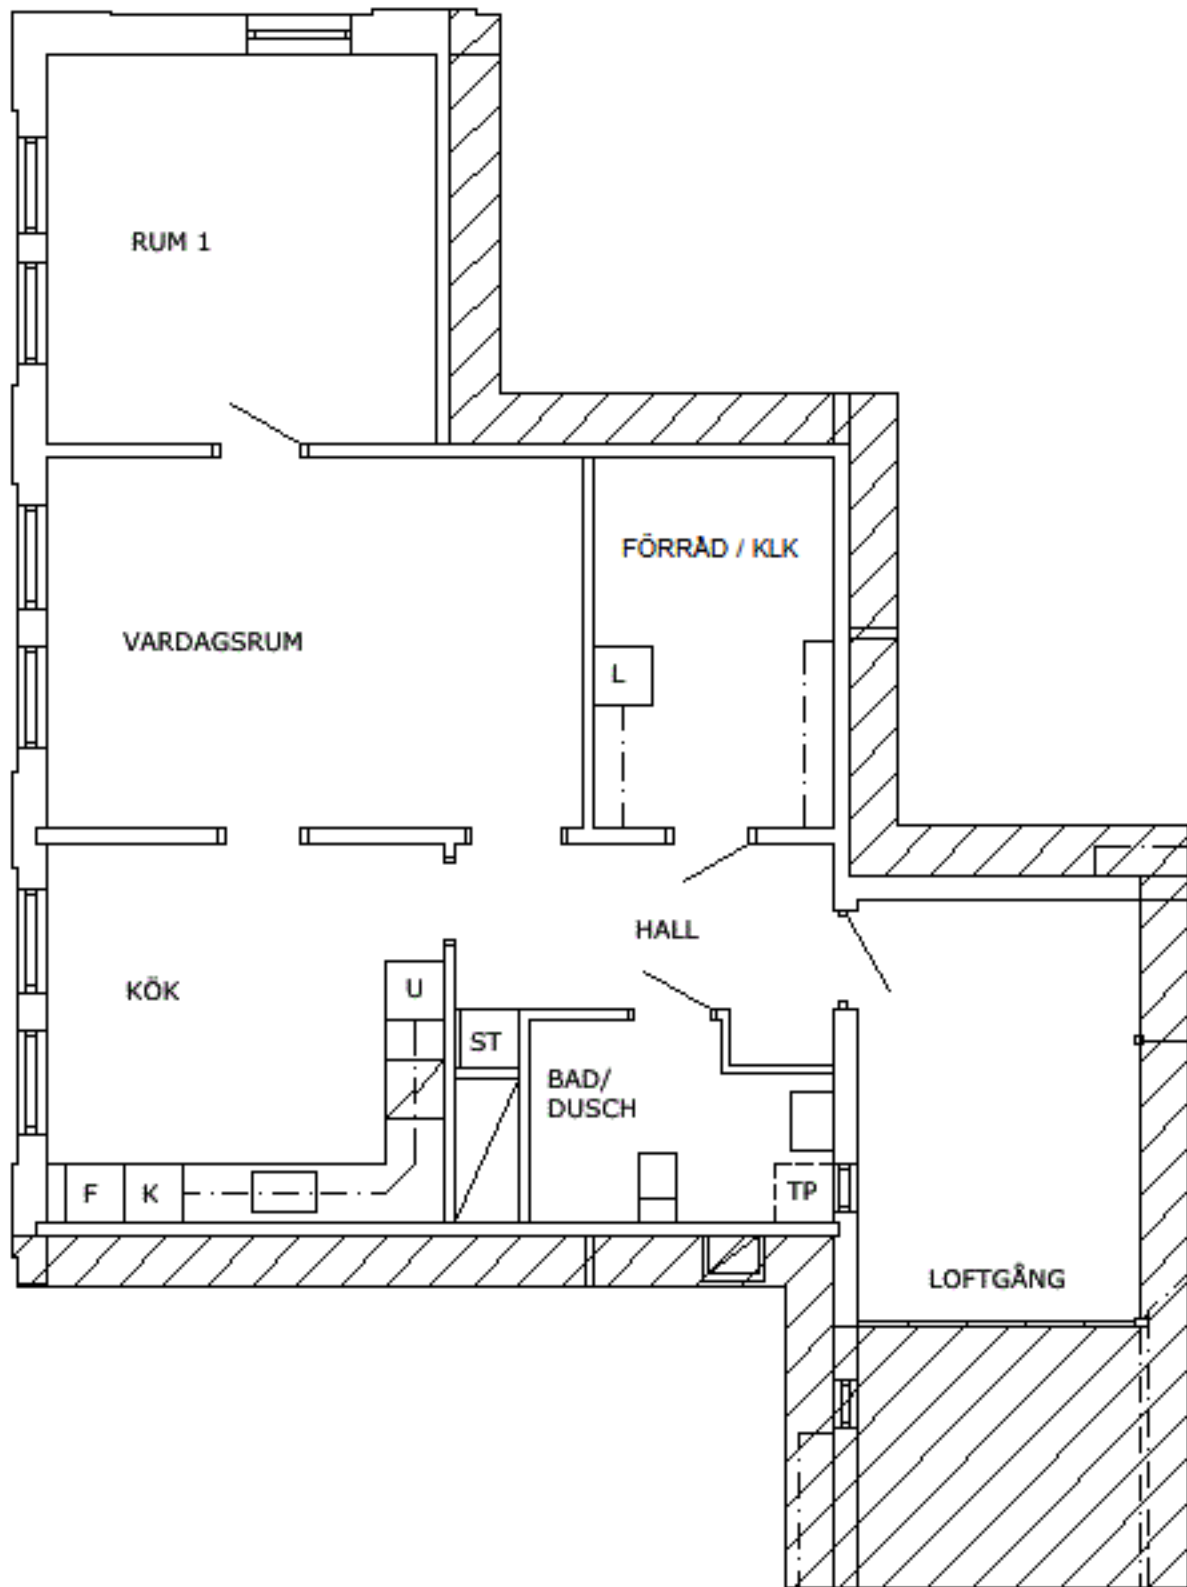 RUM 1
FÖRRÅD / KLK
VARDAGSRUM
L
HALL
KÖK
U
ST
BAD/
DUSCH
F
K
TP
LOFTGÅNG